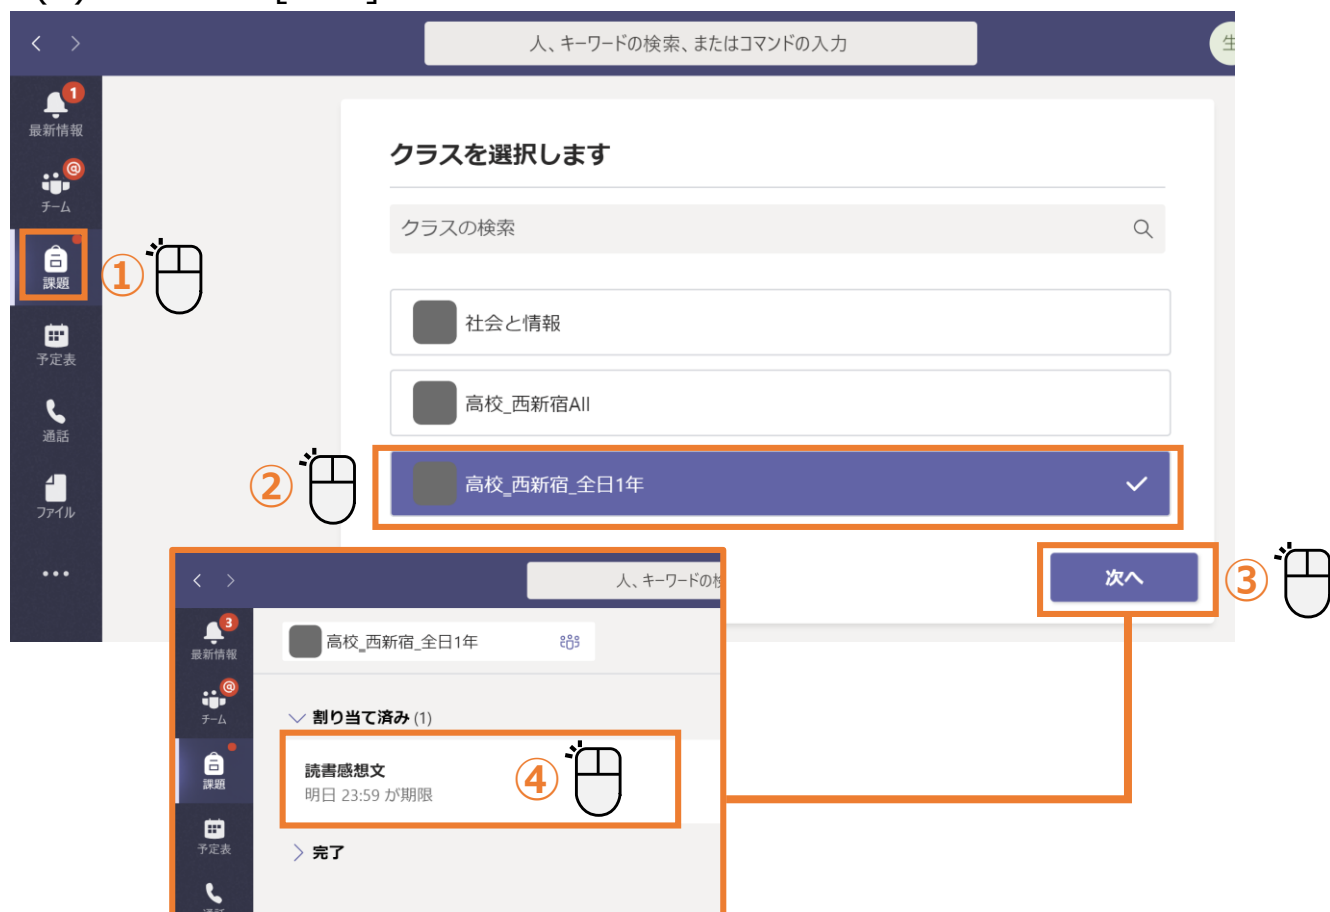 人、キーワードの検索、またはコマンドの入力
生
1
最新情報
@
チーム
課題
①
予定表
通話
ファイル
クラスを選択します
クラスの検索
社会と情報
高校_西新宿All
②
高校_西新宿_全日1年
次へ
③
人、キーワードの
3
最新情報
@
チーム
課題
予定表
高校_西新宿_全日1年
割り当て済み (1)
読書感想文
明日 23:59 が期限
④
完了